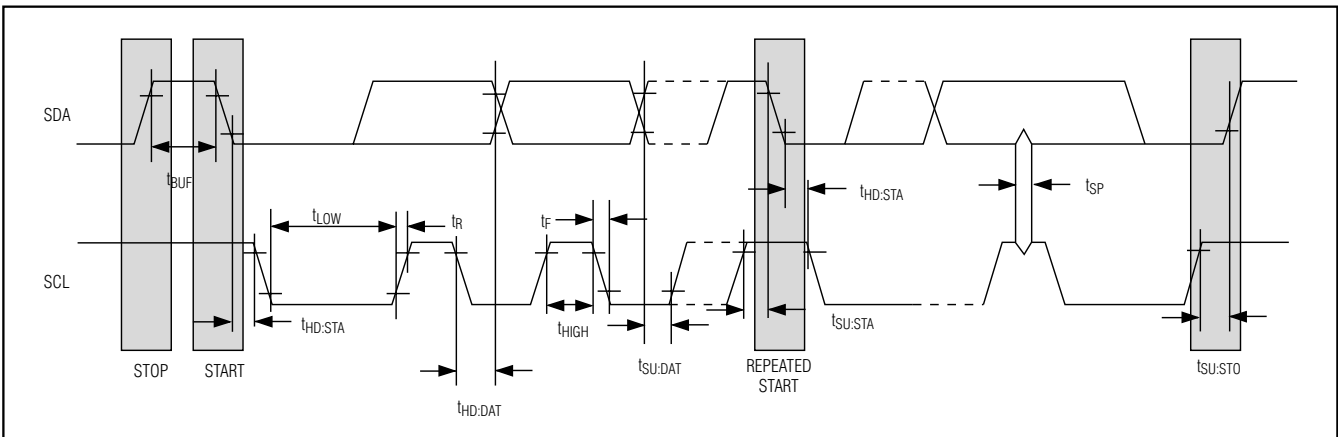 SDA
tBUF
tLOW
tR
tF
tHD:STA
tSP
SCL
tHD:STA
tHIGH
tSU:DAT
tSU:STA
tSU:STO
STOP
START
REPEATED
START
tHD:DAT